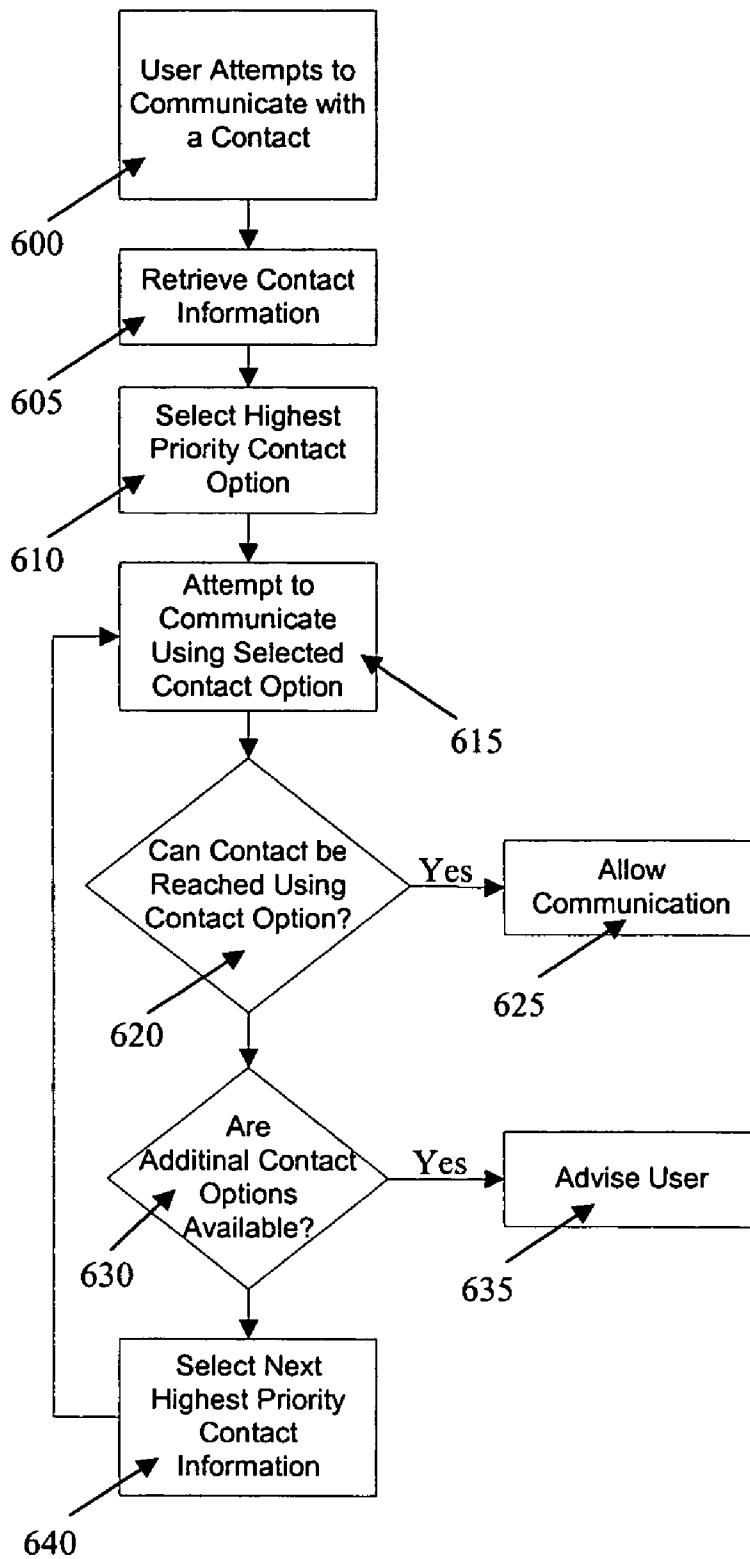 User Attempts to
Communicate with
a Contact
600
Retrieve Contact
Information
605
Select Highest
Priority Contact
Option
610
Attempt to
Communicate
Using Selected
Contact Option
615
Can Contact be
Reached Using
Contact Option?
620
Yes
Allow
Communication
625
Are
Additinal Contact
Options
Available?
630
Yes
Advise User
635
Select Next
Highest Priority
Contact
Information
640